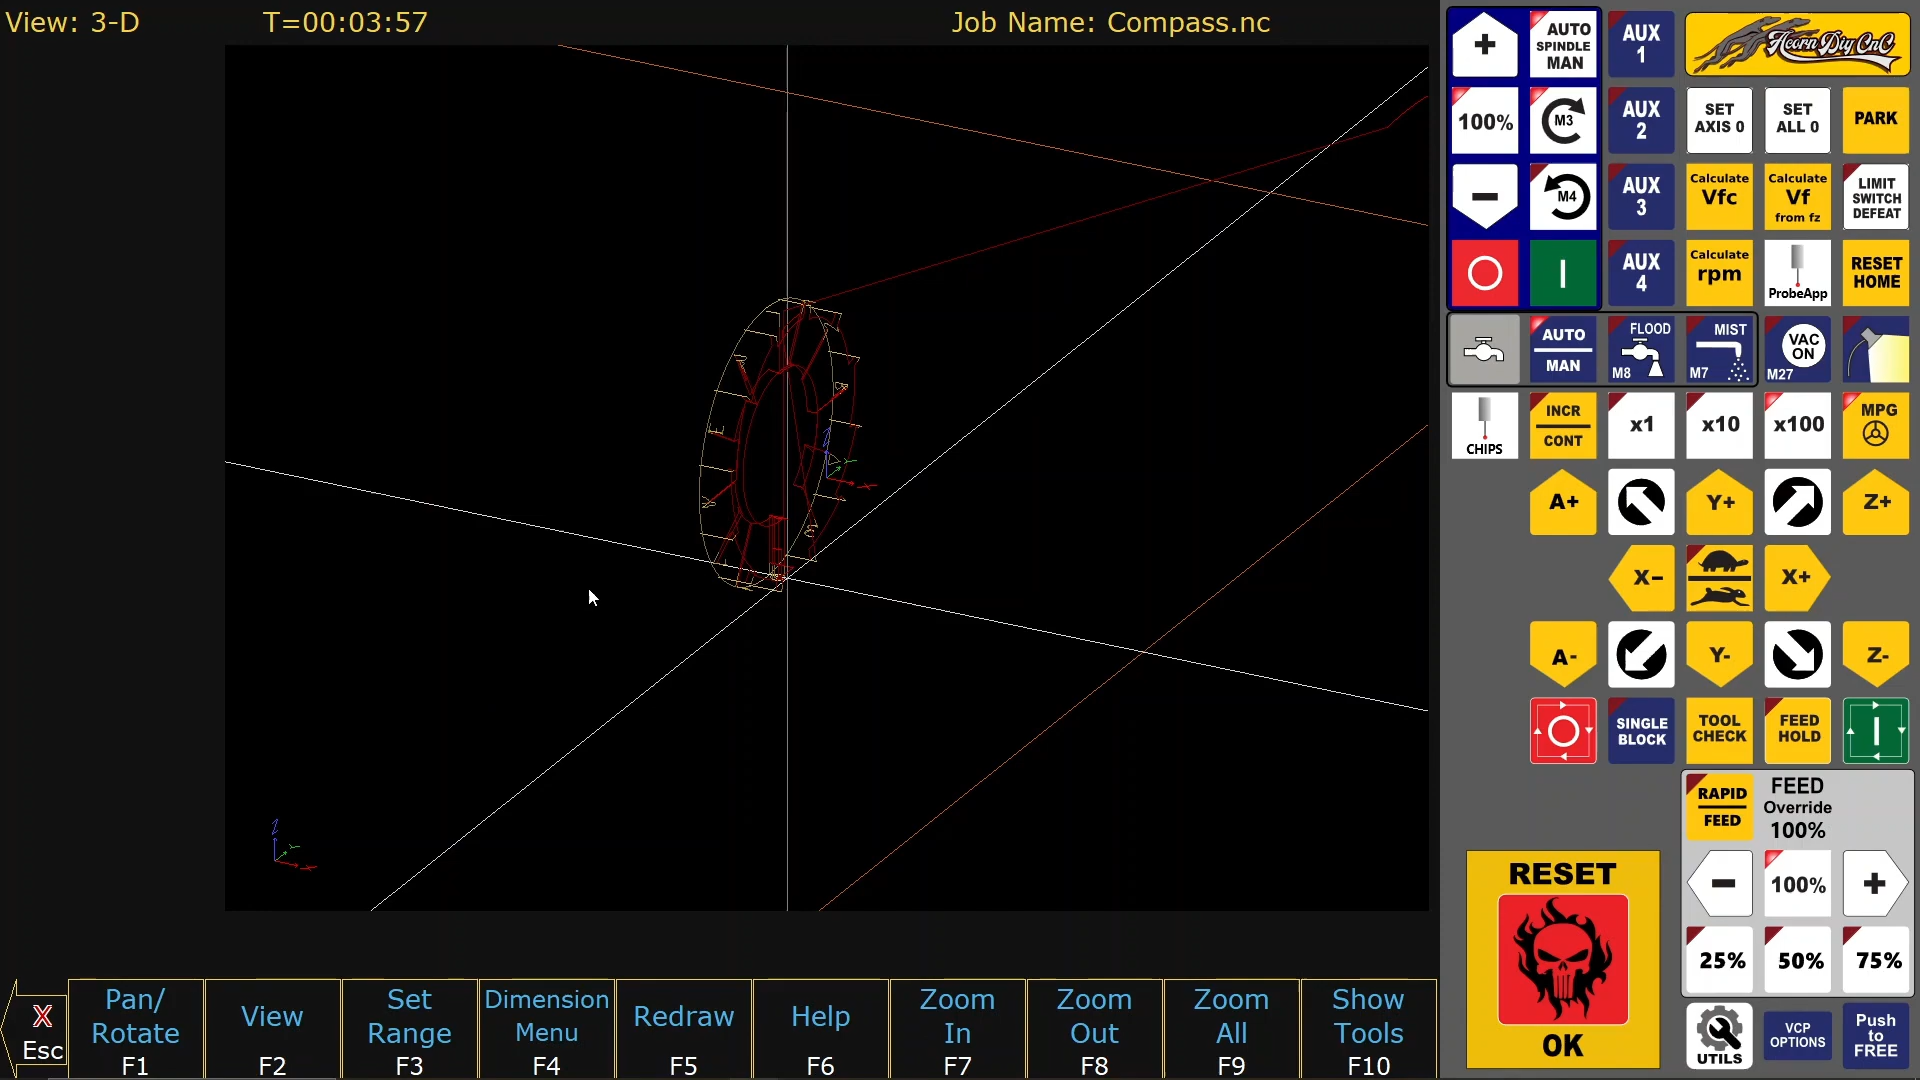 View: 3-D
T=00:03:57
Job Name: Compass.nc
+
AUTO
SPINDLE
MAN
AUX
1
Acorn Diy CnC
100%
M3
AUX
2
SET
AXIS 0
SET
ALL 0
PARK
−
M4
AUX
3
Calculate
Vfc
Calculate
Vf
from fz
LIMIT
SWITCH
DEFEAT
AUX
4
Calculate
rpm
ProbeApp
RESET
HOME
AUTO
MAN
FLOOD
M8
MIST
M7
VAC
ON
M27
CHIPS
INCR
CONT
x1
x10
x100
MPG
A+
Y+
Z+
X−
X+
A-
Y-
Z-
SINGLE
BLOCK
TOOL
CHECK
FEED
HOLD
RAPID
FEED
FEED
Override
100%
−
100%
+
25%
50%
75%
RESET
OK
UTILS
VCP
OPTIONS
Push
to
FREE
X
Esc
Pan/
Rotate
F1
View
F2
Set
Range
F3
Dimension
Menu
F4
Redraw
F5
Help
F6
Zoom
In
F7
Zoom
Out
F8
Zoom
All
F9
Show
Tools
F10